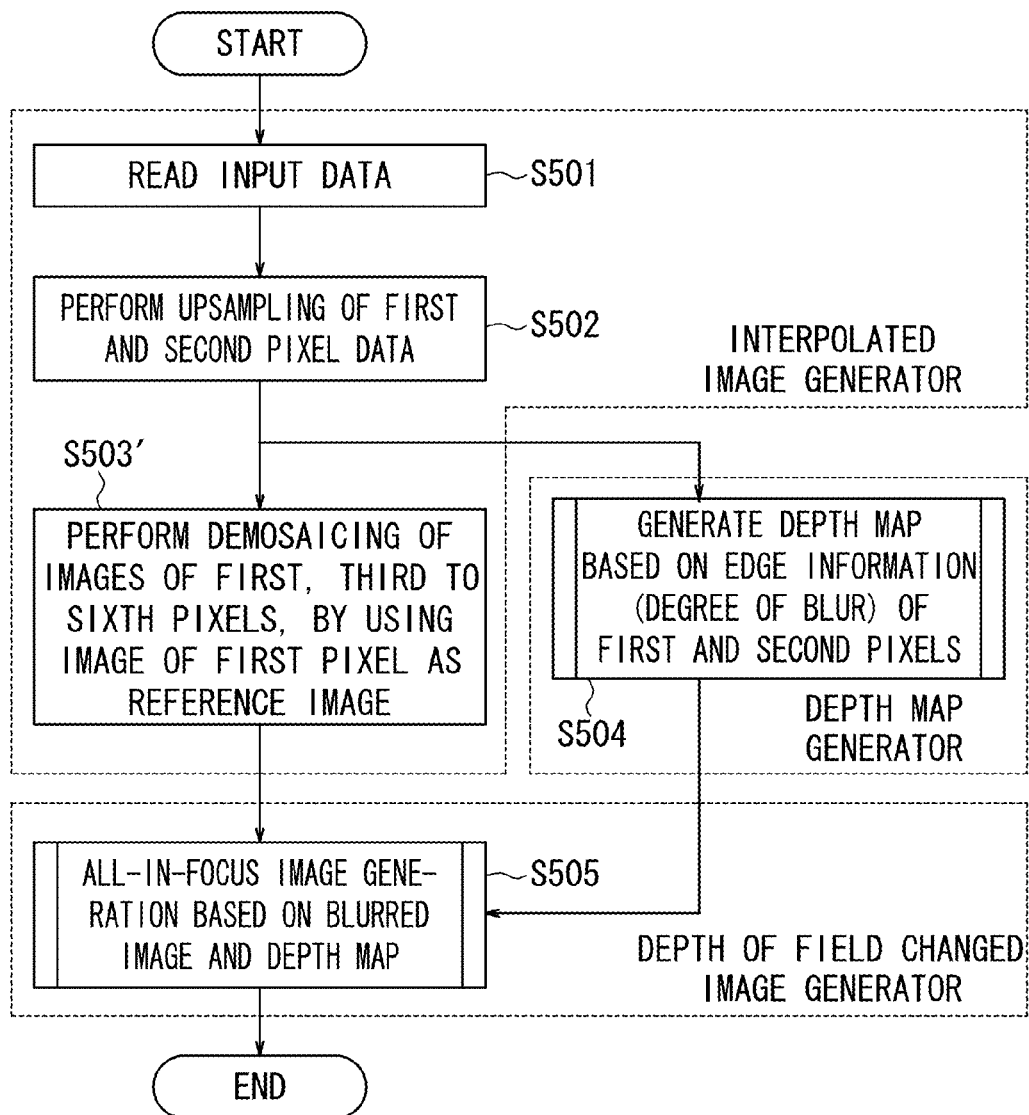 START
READ INPUT DATA
S501
PERFORM UPSAMPLING OF FIRST
AND SECOND PIXEL DATA
S502
INTERPOLATED
IMAGE GENERATOR
S503′
PERFORM DEMOSAICING OF
IMAGES OF FIRST, THIRD TO
SIXTH PIXELS, BY USING
IMAGE OF FIRST PIXEL AS
REFERENCE IMAGE
GENERATE DEPTH MAP
BASED ON EDGE INFORMATION
(DEGREE OF BLUR) OF
FIRST AND SECOND PIXELS
S504
DEPTH MAP
GENERATOR
ALL-IN-FOCUS IMAGE GENE-
RATION BASED ON BLURRED
IMAGE AND DEPTH MAP
S505
DEPTH OF FIELD CHANGED
IMAGE GENERATOR
END